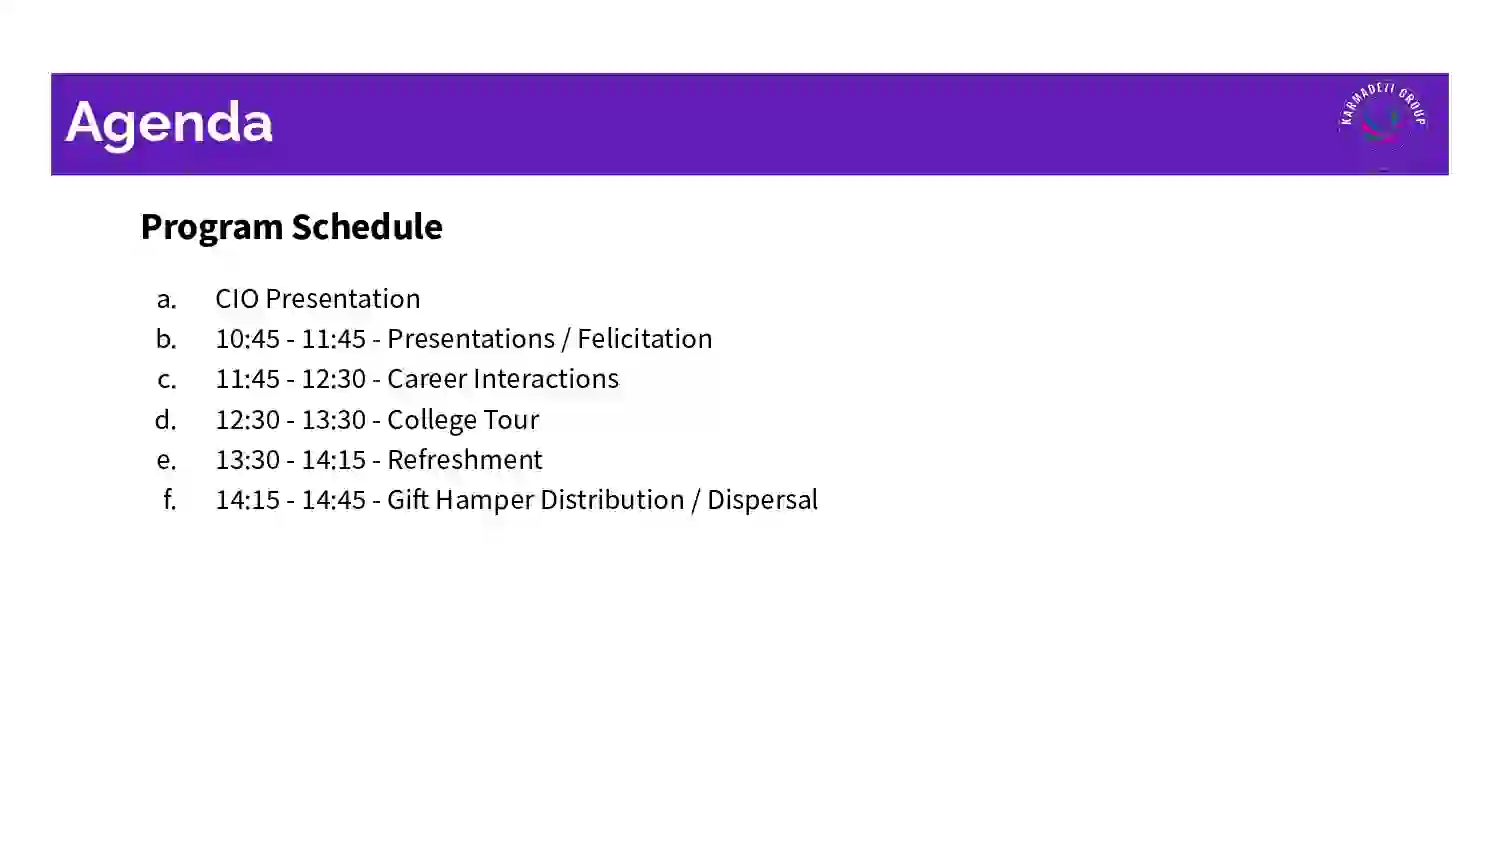 Agenda
KARMADEZI GROUP
Program Schedule
a. CIO Presentation
b. 10:45 - 11:45 - Presentations / Felicitation
c. 11:45 - 12:30 - Career Interactions
d. 12:30 - 13:30 - College Tour
e. 13:30 - 14:15 - Refreshment
f. 14:15 - 14:45 - Gift Hamper Distribution / Dispersal